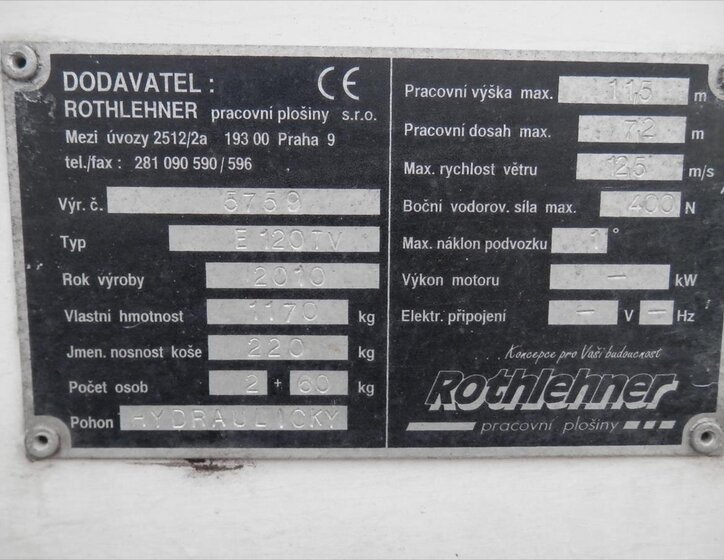 DODAVATEL : CE
ROTHLEHNER pracovní plošiny s.r.o.
Mezi úvozy 2512/2a 193 00 Praha 9
tel./fax : 281 090 590 / 596
Výr. č. 5759
Typ E 120TV
Rok výroby 2010
Vlastní hmotnost 1170 kg
Jmen. nosnost koše 220 kg
Počet osob 2 + 60 kg
Pohon HYDRAULICKÝ
Pracovní výška max. 11,5 m
Pracovní dosah max. 7,2 m
Max. rychlost větru 12,5 m/s
Boční vodorov. síla max. 400 N
Max. náklon podvozku 1 °
Výkon motoru — kW
Elektr. připojení — V — Hz
Koncepce pro Vaši budoucnost
Rothlehner
pracovní plošiny